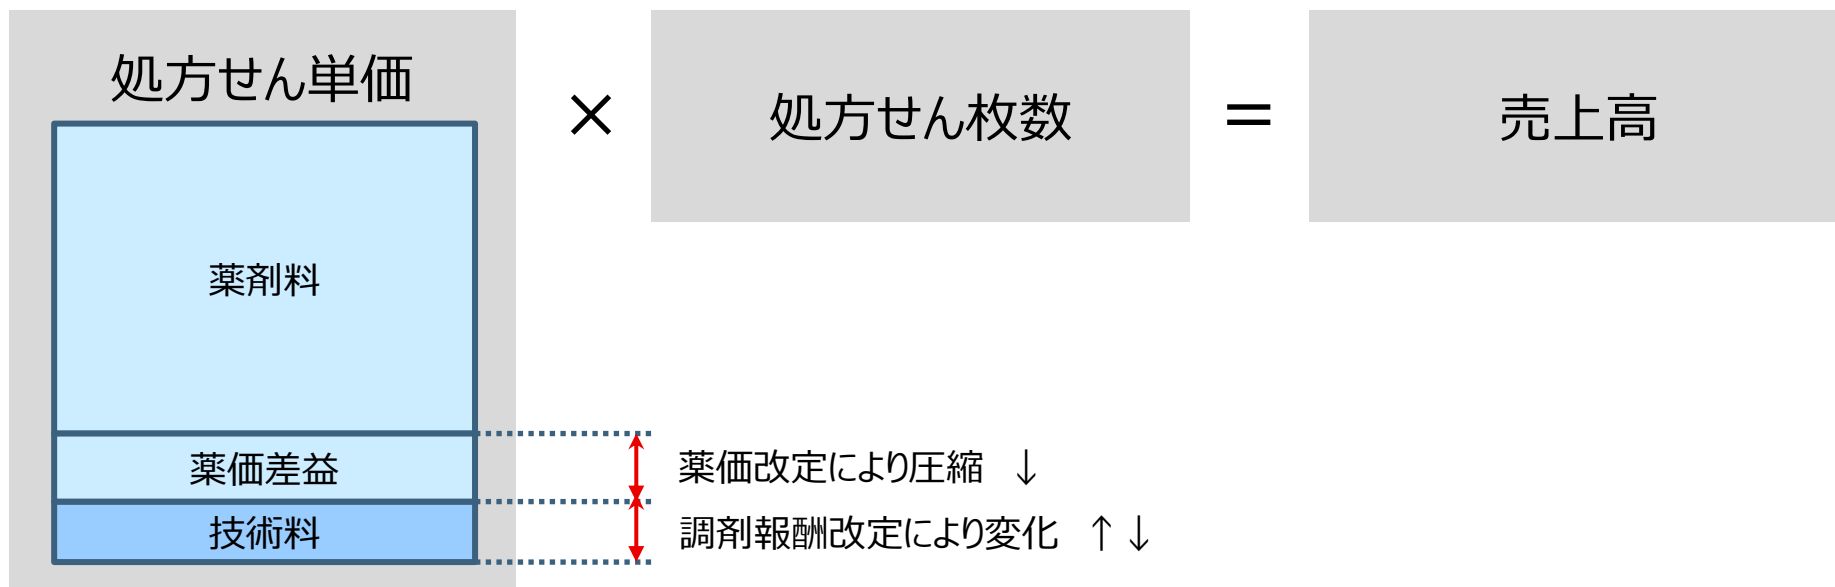 処方せん単価
×
処方せん枚数
＝
売上高
薬剤料
薬価差益
薬価改定により圧縮 ↓
技術料
調剤報酬改定により変化 ↑↓